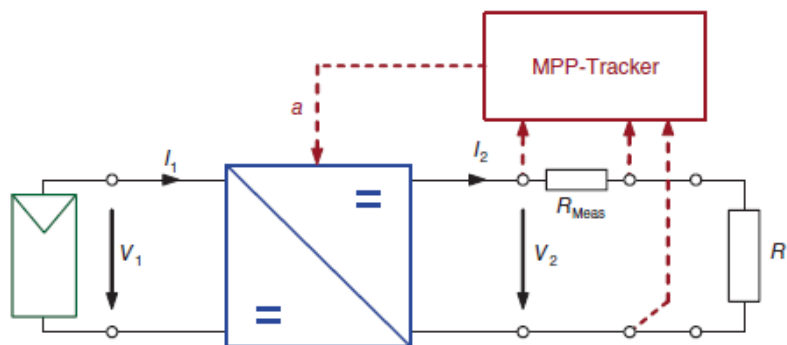 MPP-Tracker
a
I1
I2
RMeas
V1
V2
R
=
=